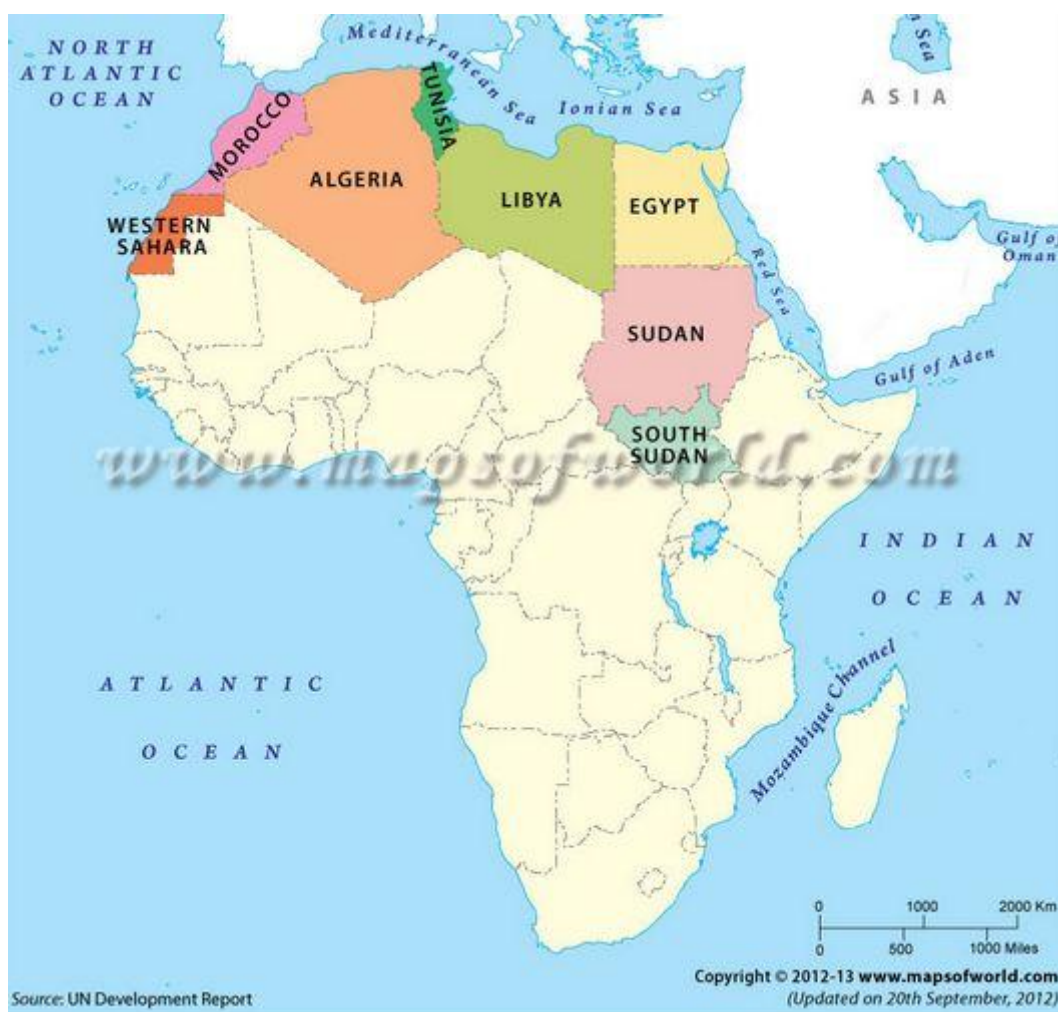 NORTH
ATLANTIC
OCEAN
Mediterranean Sea
Ionian Sea
Sea
ASIA
TUNISIA
MOROCCO
ALGERIA
LIBYA
EGYPT
WESTERN
SAHARA
Gulf of
Oman
Red Sea
SUDAN
Gulf of Aden
SOUTH
SUDAN
www.mapsofworld.com
INDIAN
OCEAN
ATLANTIC
OCEAN
Mozambique Channel
0 1000 2000 Km
0 500 1000 Miles
Copyright © 2012-13 www.mapsofworld.com
Source: UN Development Report
(Updated on 20th September, 2012)